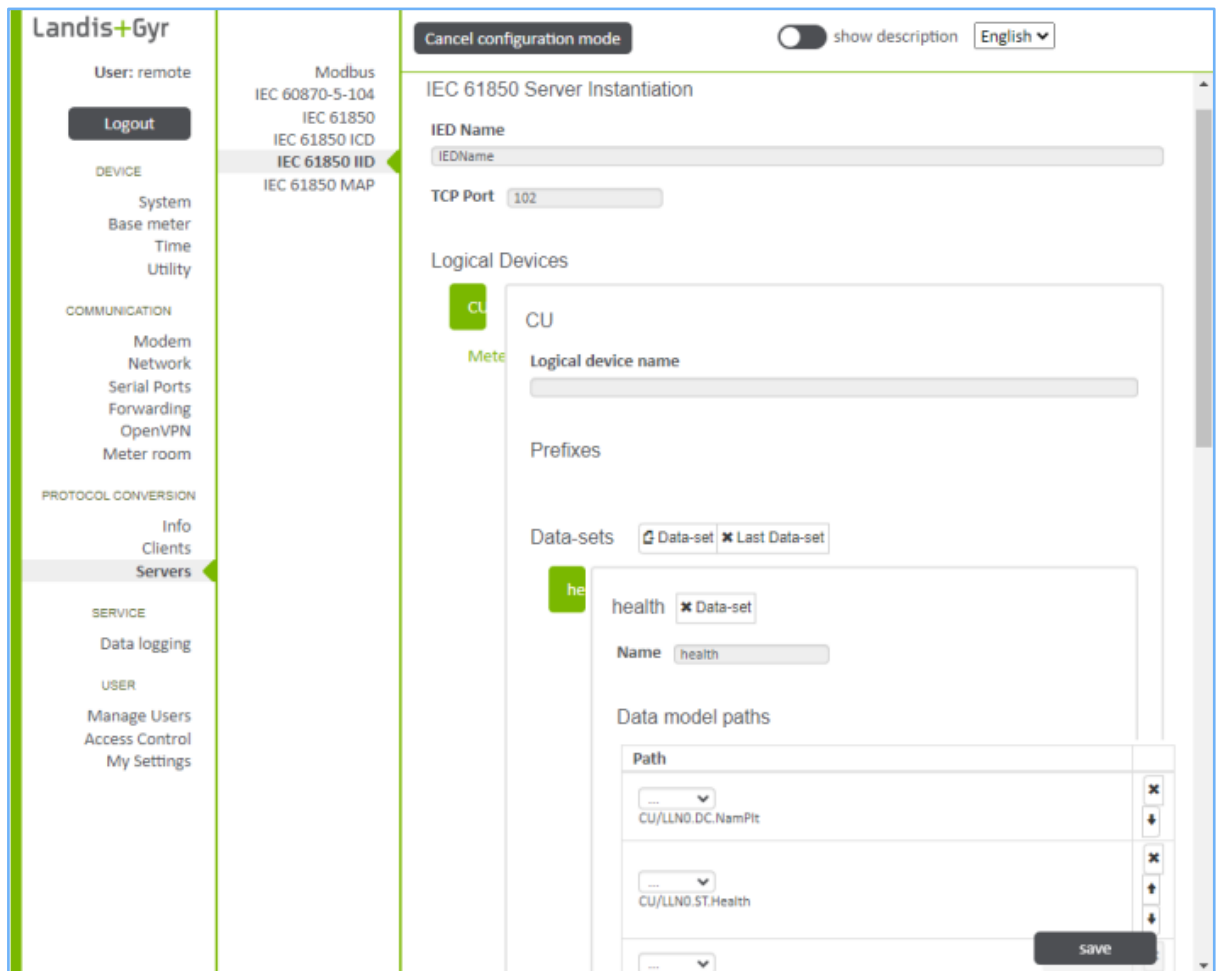 Landis+Gyr
User: remote
Logout
DEVICE
System
Base meter
Time
Utility
COMMUNICATION
Modem
Network
Serial Ports
Forwarding
OpenVPN
Meter room
PROTOCOL CONVERSION
Info
Clients
Servers
SERVICE
Data logging
USER
Manage Users
Access Control
My Settings
Modbus
IEC 60870-5-104
IEC 61850
IEC 61850 ICD
IEC 61850 IID
IEC 61850 MAP
Cancel configuration mode
show description
English
IEC 61850 Server Instantiation
IED Name
IEDName
TCP Port 102
Logical Devices
CU
Mete
CU
Logical device name
Prefixes
Data-sets Data-set Last Data-set
he
health Data-set
Name health
Data model paths
Path
...
CU/LLN0.DC.NamPlt
...
CU/LLN0.ST.Health
...
save